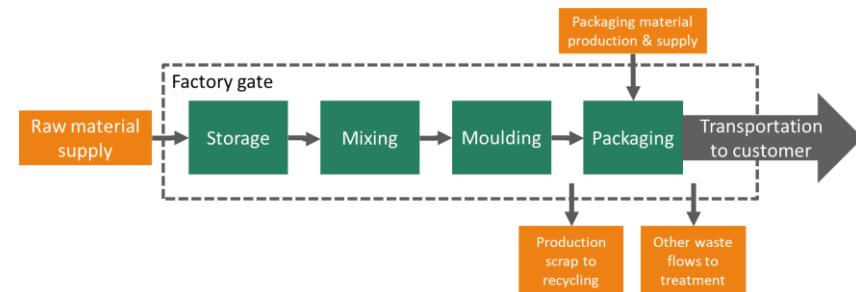 Packaging material
production & supply
Factory gate
Raw material
supply
Storage
Mixing
Moulding
Packaging
Transportation
to customer
Production
scrap to
recycling
Other waste
flows to
treatment